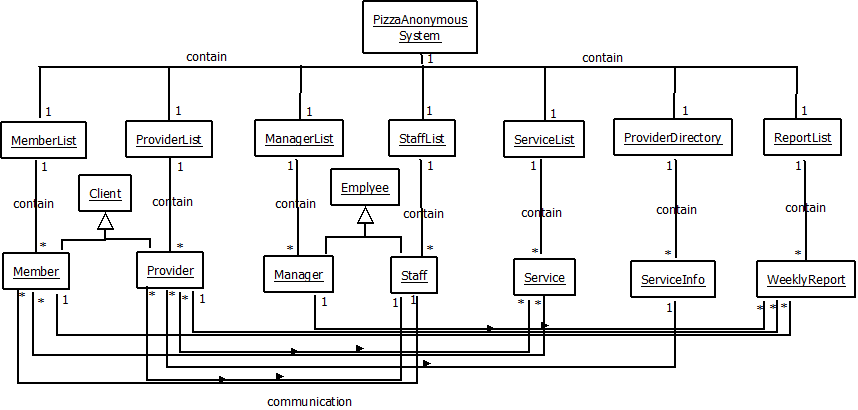 PizzaAnonymous
System
contain
contain
1
1
1
1
1
1
1
1
MemberList
ProviderList
ManagerList
StaffList
ServiceList
ProviderDirectory
ReportList
1
1
1
1
1
1
1
Client
Emplyee
contain
contain
contain
contain
contain
contain
contain
*
*
*
*
*
*
*
Member
Provider
Manager
Staff
Service
ServiceInfo
WeeklyReport
* * 1
* * * * 1
1
1 1
* *
1
* * *
communication